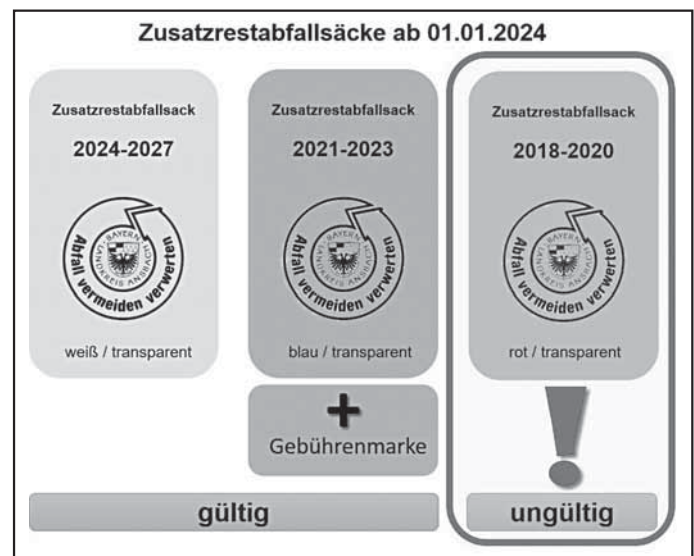 Zusatzrestabfallsäcke ab 01.01.2024
Zusatzrestabfallsack
2024-2027
BAYERN
LANDKREIS ANSBACH
Abfall vermeiden verwerten
weiß / transparent
Zusatzrestabfallsack
2021-2023
BAYERN
LANDKREIS ANSBACH
Abfall vermeiden verwerten
blau / transparent
+
Gebührenmarke
Zusatzrestabfallsack
2018-2020
BAYERN
LANDKREIS ANSBACH
Abfall vermeiden verwerten
rot / transparent
!
gültig
ungültig